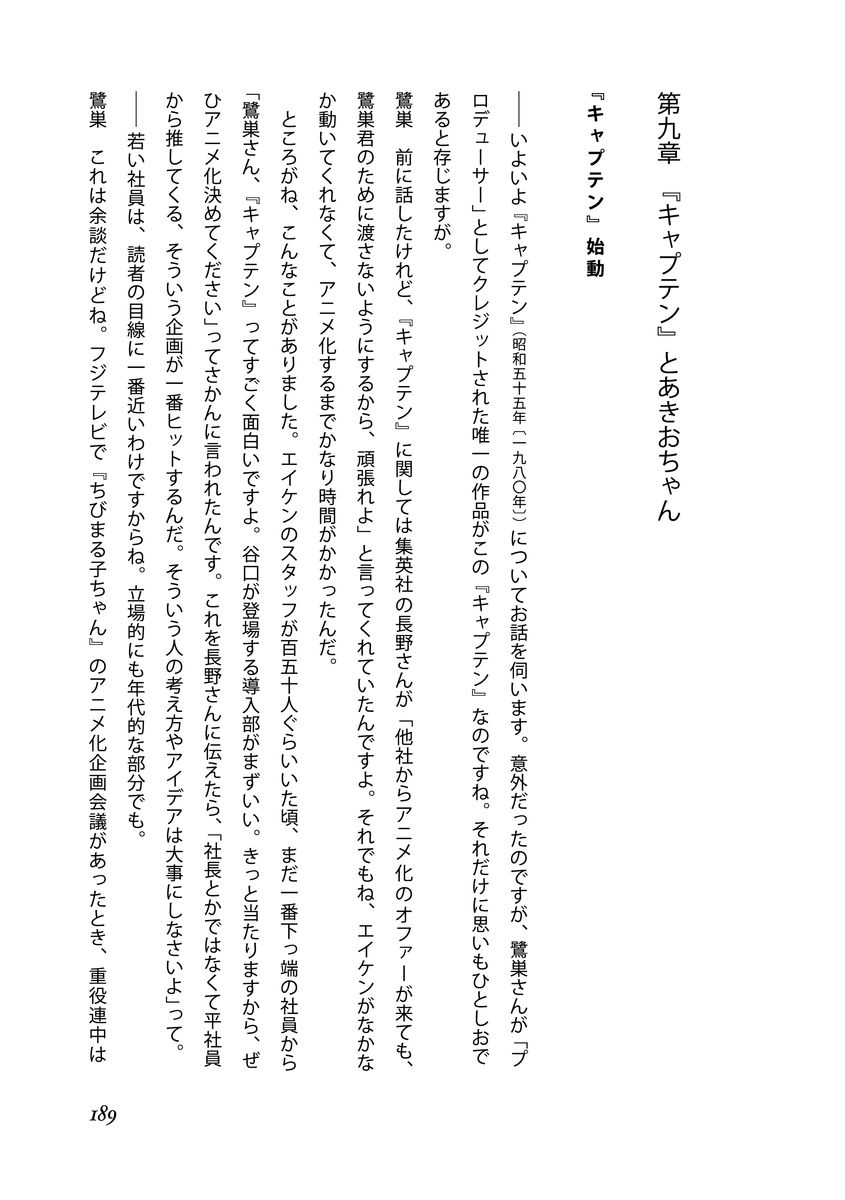 第九章　『キャプテン』とあきおちゃん
『キャプテン』始動
――いよいよ『キャプテン』（昭和五十五年〔一九八〇年〕）についてお話を伺います。意外だったのですが、鷺巣さんが「プ
ロデューサー」としてクレジットされた唯一の作品がこの『キャプテン』なのですね。それだけに思いもひとしおで
あると存じますが。
鷺巣　前に話したけれど、『キャプテン』に関しては集英社の長野さんが「他社からアニメ化のオファーが来ても、
鷺巣君のために渡さないようにするから、頑張れよ」と言ってくれていたんですよ。それでもね、エイケンがなかな
か動いてくれなくて、アニメ化するまでかなり時間がかかったんだ。
　ところがね、こんなことがありました。エイケンのスタッフが百五十人ぐらいいた頃、まだ一番下っ端の社員から
「鷺巣さん、『キャプテン』ってすごく面白いですよ。谷口が登場する導入部がまずいい。きっと当たりますから、ぜ
ひアニメ化決めてください」ってさかんに言われたんです。これを長野さんに伝えたら、「社長とかではなくて平社員
から推してくる、そういう企画が一番ヒットするんだ。そういう人の考え方やアイデアは大事にしなさいよ」って。
――若い社員は、読者の目線に一番近いわけですからね。立場的にも年代的な部分でも。
鷺巣　これは余談だけどね。フジテレビで『ちびまる子ちゃん』のアニメ化企画会議があったとき、重役連中は
189